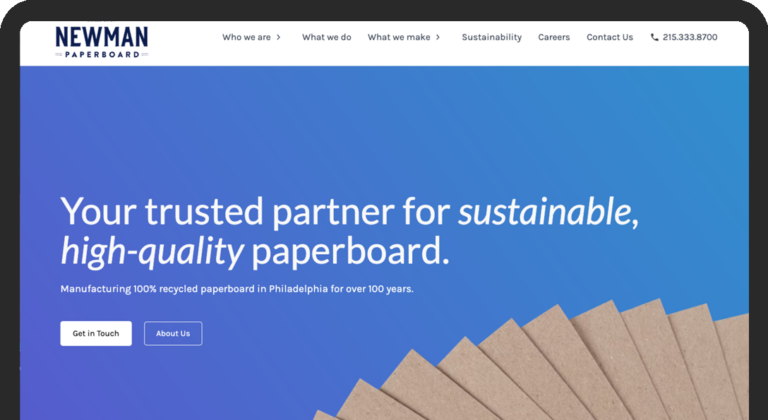 NEWMAN
PAPERBOARD
Who we are
What we do
What we make
Sustainability
Careers
Contact Us
215.333.8700
Your trusted partner for sustainable,
high-quality paperboard.
Manufacturing 100% recycled paperboard in Philadelphia for over 100 years.
Get in Touch
About Us